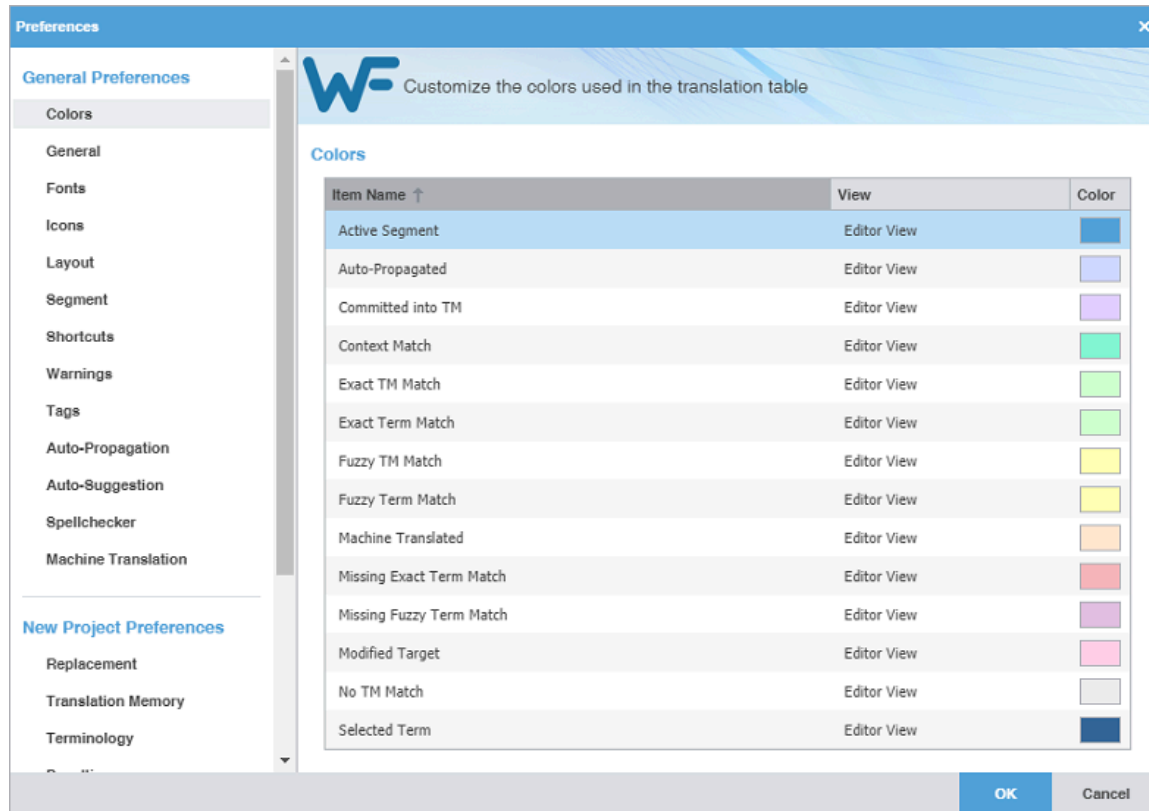 Preferences
General Preferences
Colors
General
Fonts
Icons
Layout
Segment
Shortcuts
Warnings
Tags
Auto-Propagation
Auto-Suggestion
Spellchecker
Machine Translation
New Project Preferences
Replacement
Translation Memory
Terminology
WF Customize the colors used in the translation table
Colors
Item Name View Color
Active Segment Editor View
Auto-Propagated Editor View
Committed into TM Editor View
Context Match Editor View
Exact TM Match Editor View
Exact Term Match Editor View
Fuzzy TM Match Editor View
Fuzzy Term Match Editor View
Machine Translated Editor View
Missing Exact Term Match Editor View
Missing Fuzzy Term Match Editor View
Modified Target Editor View
No TM Match Editor View
Selected Term Editor View
OK Cancel